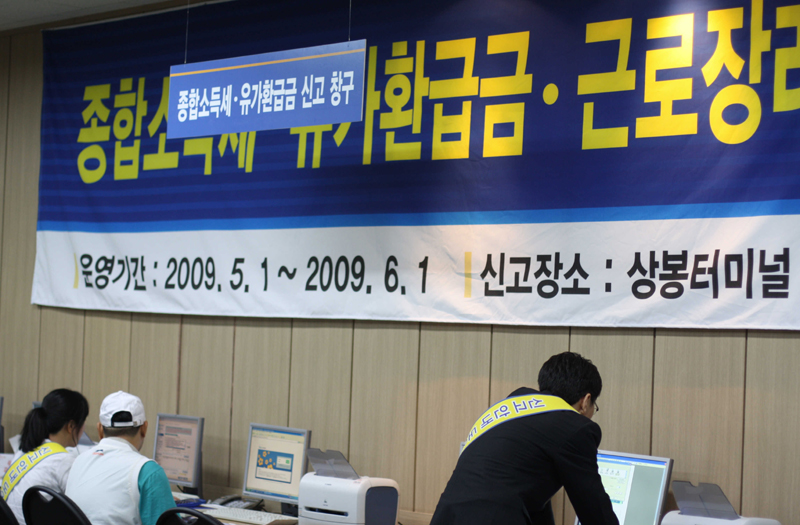 종합소득세·유가환급금 신고 창구
종합소득세 유가환급금·근로장려
운영기간 : 2009. 5. 1 ~ 2009. 6. 1
신고장소 : 상봉터미널